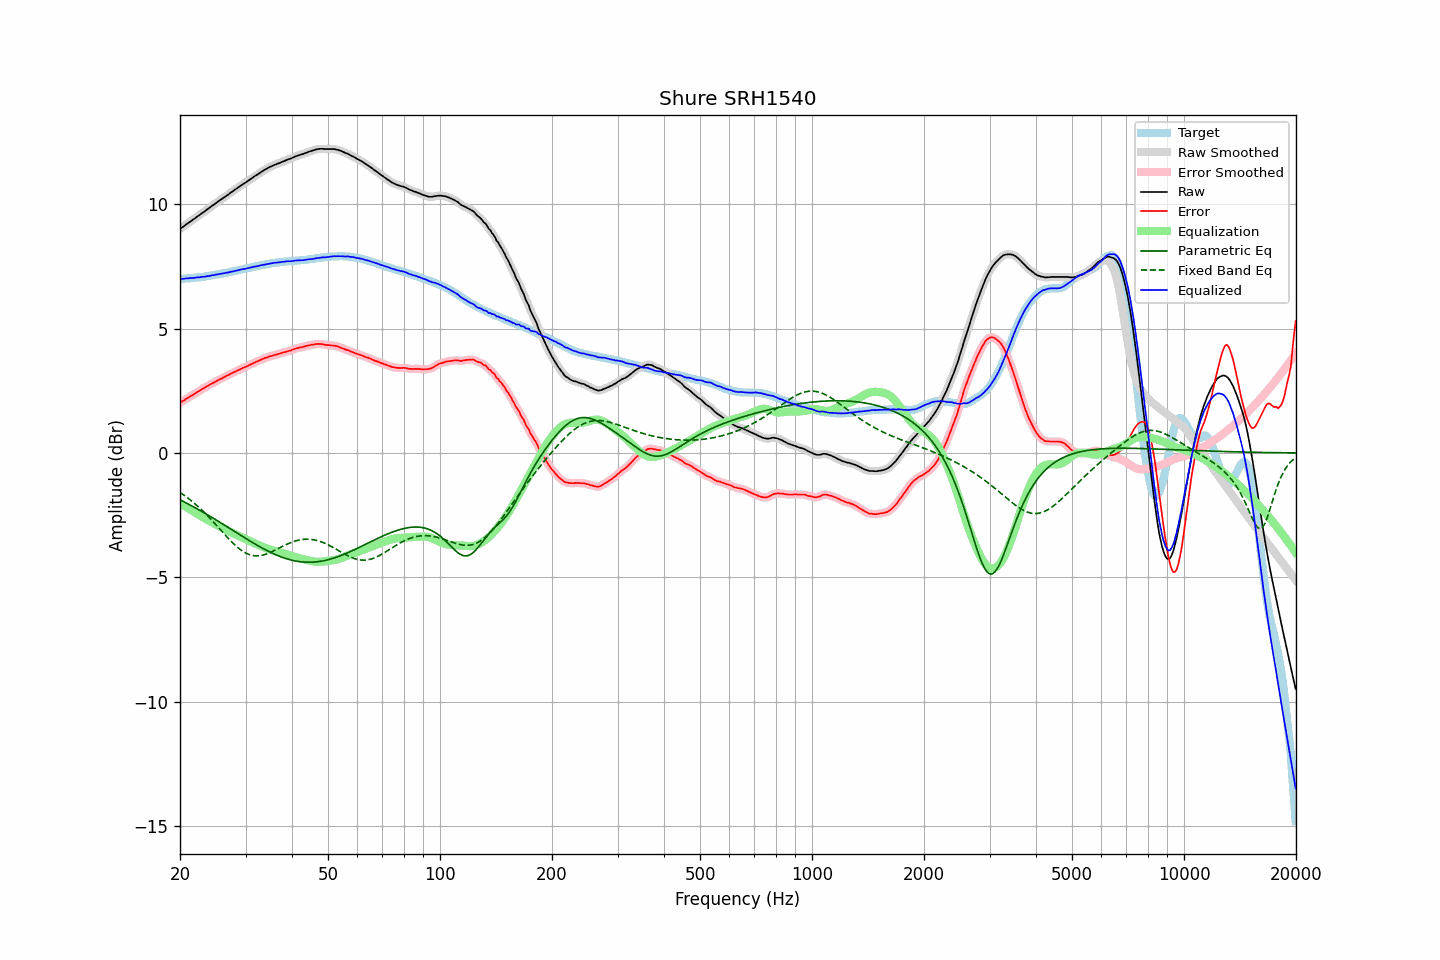 Shure SRH1540
Target
Raw Smoothed
Error Smoothed
Raw
Error
Equalization
Parametric Eq
Fixed Band Eq
Equalized
Amplitude (dBr)
10
5
0
−5
−10
−15
20 50 100 200 500 1000 2000 5000 10000 20000
Frequency (Hz)